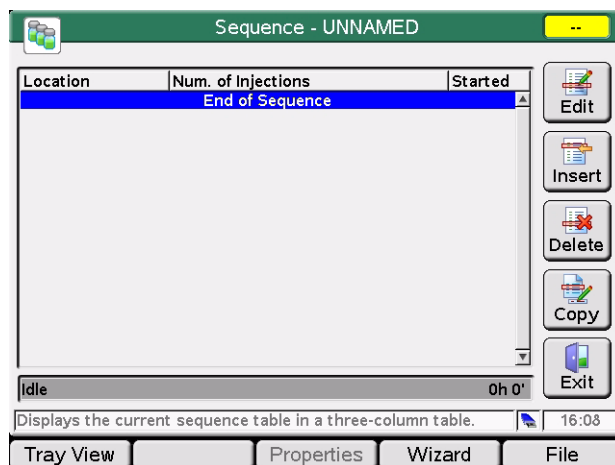 Sequence - UNNAMED
--
Location Num. of Injections Started
End of Sequence
Edit
Insert
Delete
Copy
Exit
Idle 0h 0'
Displays the current sequence table in a three-column table. 16:08
Tray View Properties Wizard File